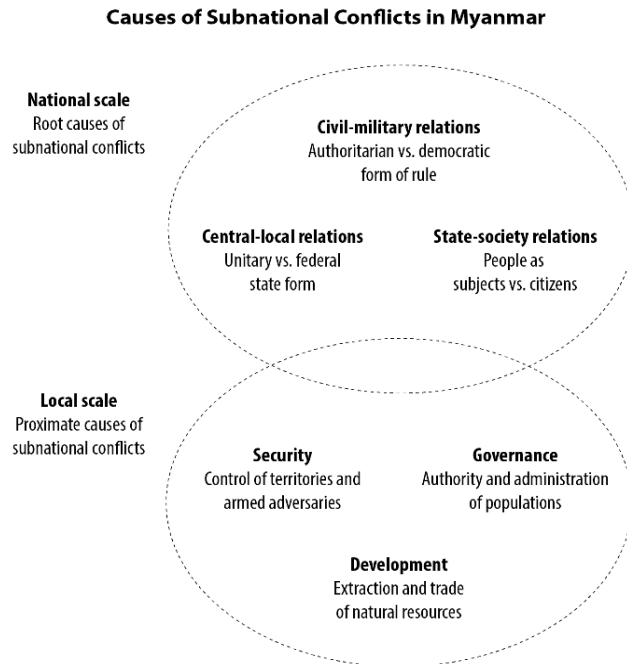 Causes of Subnational Conflicts in Myanmar
National scale
Root causes of
subnational conflicts
Civil-military relations
Authoritarian vs. democratic
form of rule
Central-local relations
Unitary vs. federal
state form
State-society relations
People as
subjects vs. citizens
Local scale
Proximate causes of
subnational conflicts
Security
Control of territories and
armed adversaries
Governance
Authority and administration
of populations
Development
Extraction and trade
of natural resources